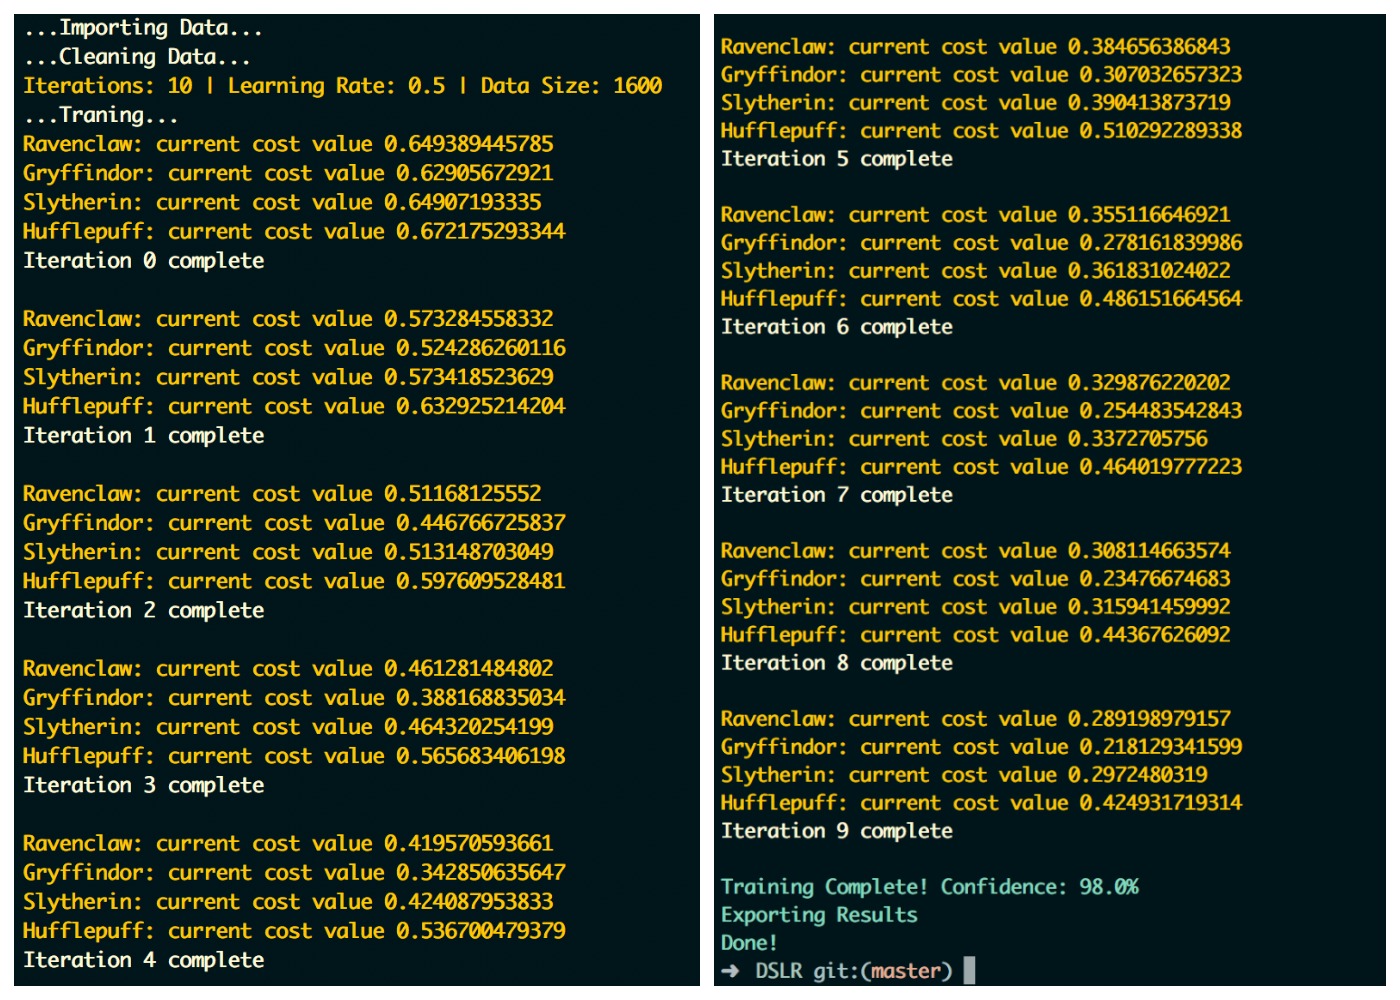 ...Importing Data...
...Cleaning Data...
Iterations: 10 | Learning Rate: 0.5 | Data Size: 1600
...Traning...
Ravenclaw: current cost value 0.649389445785
Gryffindor: current cost value 0.62905672921
Slytherin: current cost value 0.64907193335
Hufflepuff: current cost value 0.672175293344
Iteration 0 complete
Ravenclaw: current cost value 0.573284558332
Gryffindor: current cost value 0.524286260116
Slytherin: current cost value 0.573418523629
Hufflepuff: current cost value 0.632925214204
Iteration 1 complete
Ravenclaw: current cost value 0.51168125552
Gryffindor: current cost value 0.446766725837
Slytherin: current cost value 0.513148703049
Hufflepuff: current cost value 0.597609528481
Iteration 2 complete
Ravenclaw: current cost value 0.461281484802
Gryffindor: current cost value 0.388168835034
Slytherin: current cost value 0.464320254199
Hufflepuff: current cost value 0.565683406198
Iteration 3 complete
Ravenclaw: current cost value 0.419570593661
Gryffindor: current cost value 0.342850635647
Slytherin: current cost value 0.424087953833
Hufflepuff: current cost value 0.536700479379
Iteration 4 complete
Ravenclaw: current cost value 0.384656386843
Gryffindor: current cost value 0.307032657323
Slytherin: current cost value 0.390413873719
Hufflepuff: current cost value 0.510292289338
Iteration 5 complete
Ravenclaw: current cost value 0.355116646921
Gryffindor: current cost value 0.278161839986
Slytherin: current cost value 0.361831024022
Hufflepuff: current cost value 0.486151664564
Iteration 6 complete
Ravenclaw: current cost value 0.329876220202
Gryffindor: current cost value 0.254483542843
Slytherin: current cost value 0.3372705756
Hufflepuff: current cost value 0.464019777223
Iteration 7 complete
Ravenclaw: current cost value 0.308114663574
Gryffindor: current cost value 0.23476674683
Slytherin: current cost value 0.315941459992
Hufflepuff: current cost value 0.44367626092
Iteration 8 complete
Ravenclaw: current cost value 0.289198979157
Gryffindor: current cost value 0.218129341599
Slytherin: current cost value 0.2972480319
Hufflepuff: current cost value 0.424931719314
Iteration 9 complete
Training Complete! Confidence: 98.0%
Exporting Results
Done!
➜ DSLR git:(master)